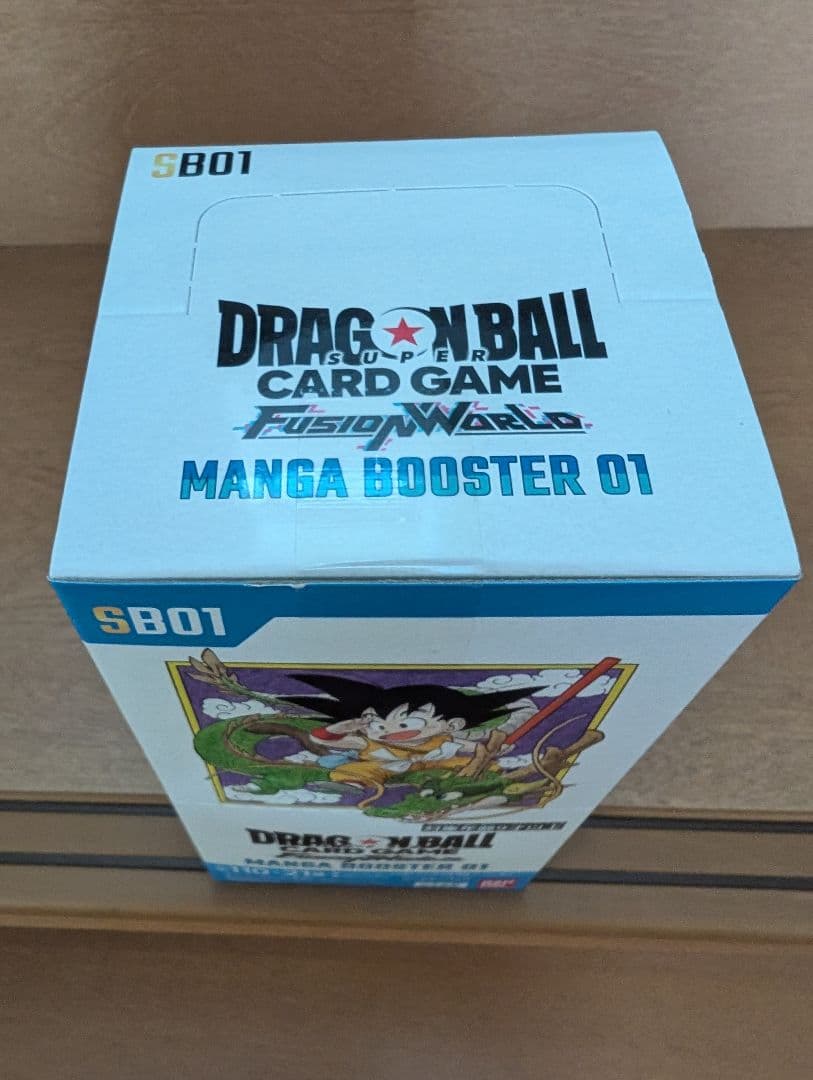 SB01
DRAGON BALL
SUPER
CARD GAME
FUSION WORLD
MANGA BOOSTER 01
SB01
DRAGON BALL
CARD GAME
MANGA BOOSTER 01